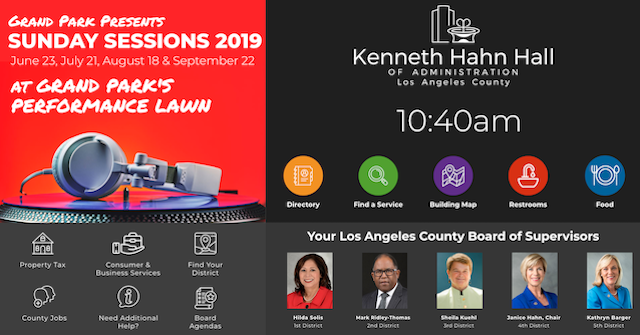 GRAND PARK PRESENTS
SUNDAY SESSIONS 2019
June 23, July 21, August 18 & September 22
AT GRAND PARK'S
PERFORMANCE LAWN
Property Tax
Consumer &
Business Services
Find Your
District
County Jobs
Need Additional
Help?
Board
Agendas
Kenneth Hahn Hall
OF ADMINISTRATION
Los Angeles County
10:40am
Directory
Find a Service
Building Map
Restrooms
Food
Your Los Angeles County Board of Supervisors
Hilda Solis
1st District
Mark Ridley-Thomas
2nd District
Sheila Kuehl
3rd District
Janice Hahn, Chair
4th District
Kathryn Barger
5th District